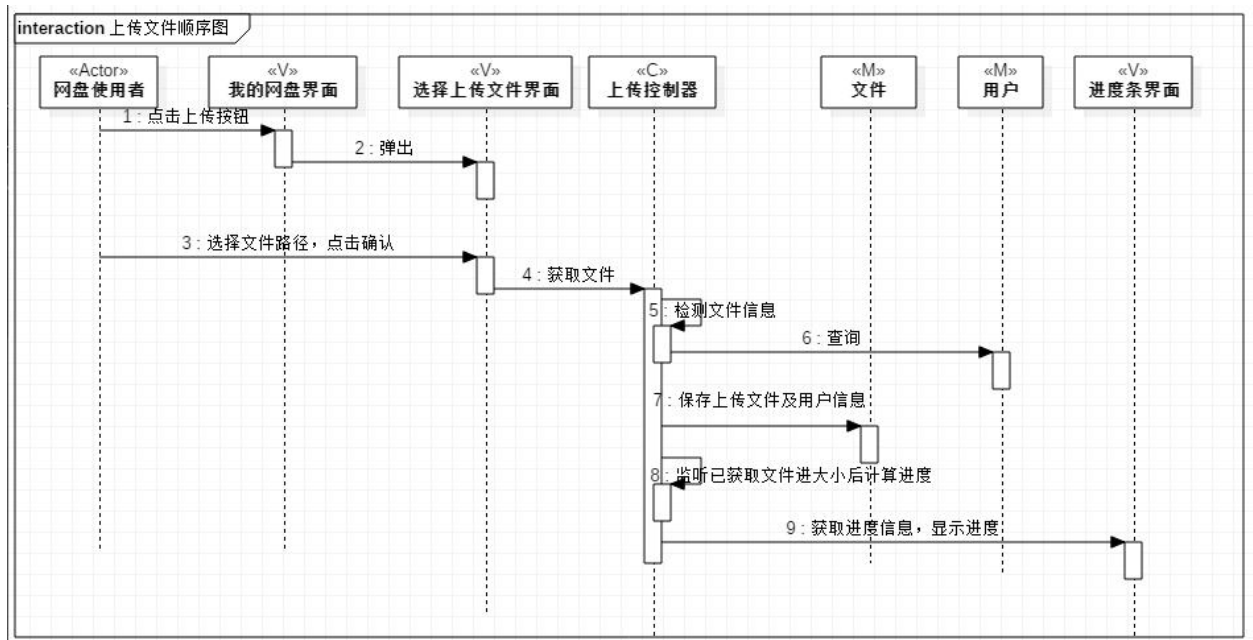 interaction 上传文件顺序图
«Actor»
网盘使用者
«V»
我的网盘界面
«V»
选择上传文件界面
«C»
上传控制器
«M»
文件
«M»
用户
«V»
进度条界面
1 : 点击上传按钮
2 : 弹出
3 : 选择文件路径，点击确认
4 : 获取文件
5 : 检测文件信息
6 : 查询
7 : 保存上传文件及用户信息
8 : 监听已获取文件进大小后计算进度
9 : 获取进度信息，显示进度